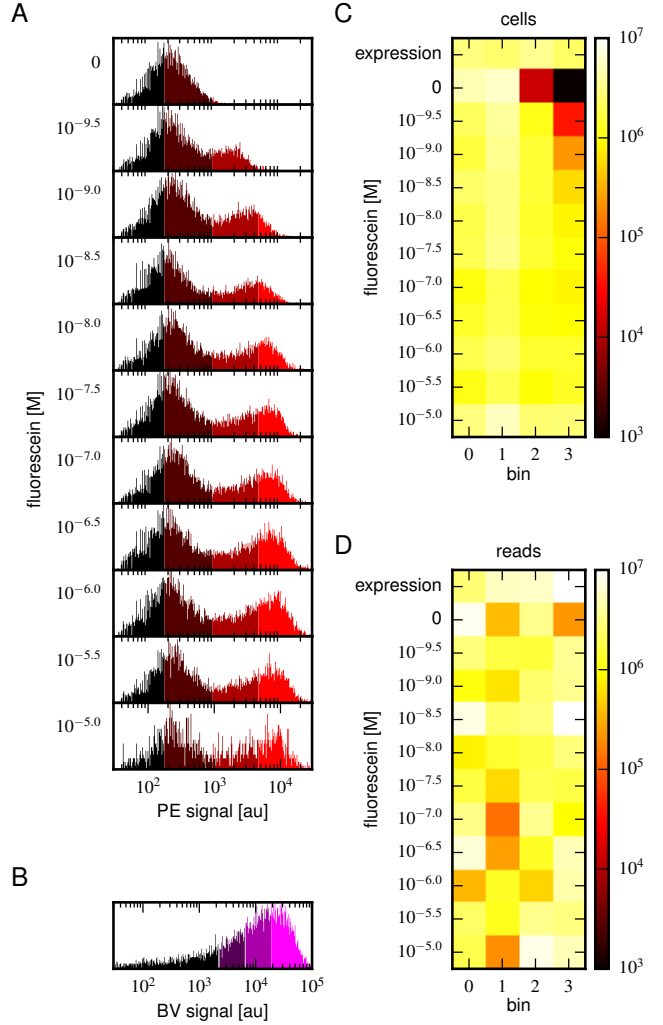 A
fluorescein [M]
0
10^−9.5
10^−9.0
10^−8.5
10^−8.0
10^−7.5
10^−7.0
10^−6.5
10^−6.0
10^−5.5
10^−5.0
10^2 10^3 10^4
PE signal [au]
B
10^2 10^3 10^4 10^5
BV signal [au]
C
cells
fluorescein [M]
expression
0
10^−9.5
10^−9.0
10^−8.5
10^−8.0
10^−7.5
10^−7.0
10^−6.5
10^−6.0
10^−5.5
10^−5.0
0 1 2 3
bin
10^7
10^6
10^5
10^4
10^3
D
reads
fluorescein [M]
expression
0
10^−9.5
10^−9.0
10^−8.5
10^−8.0
10^−7.5
10^−7.0
10^−6.5
10^−6.0
10^−5.5
10^−5.0
0 1 2 3
bin
10^7
10^6
10^5
10^4
10^3